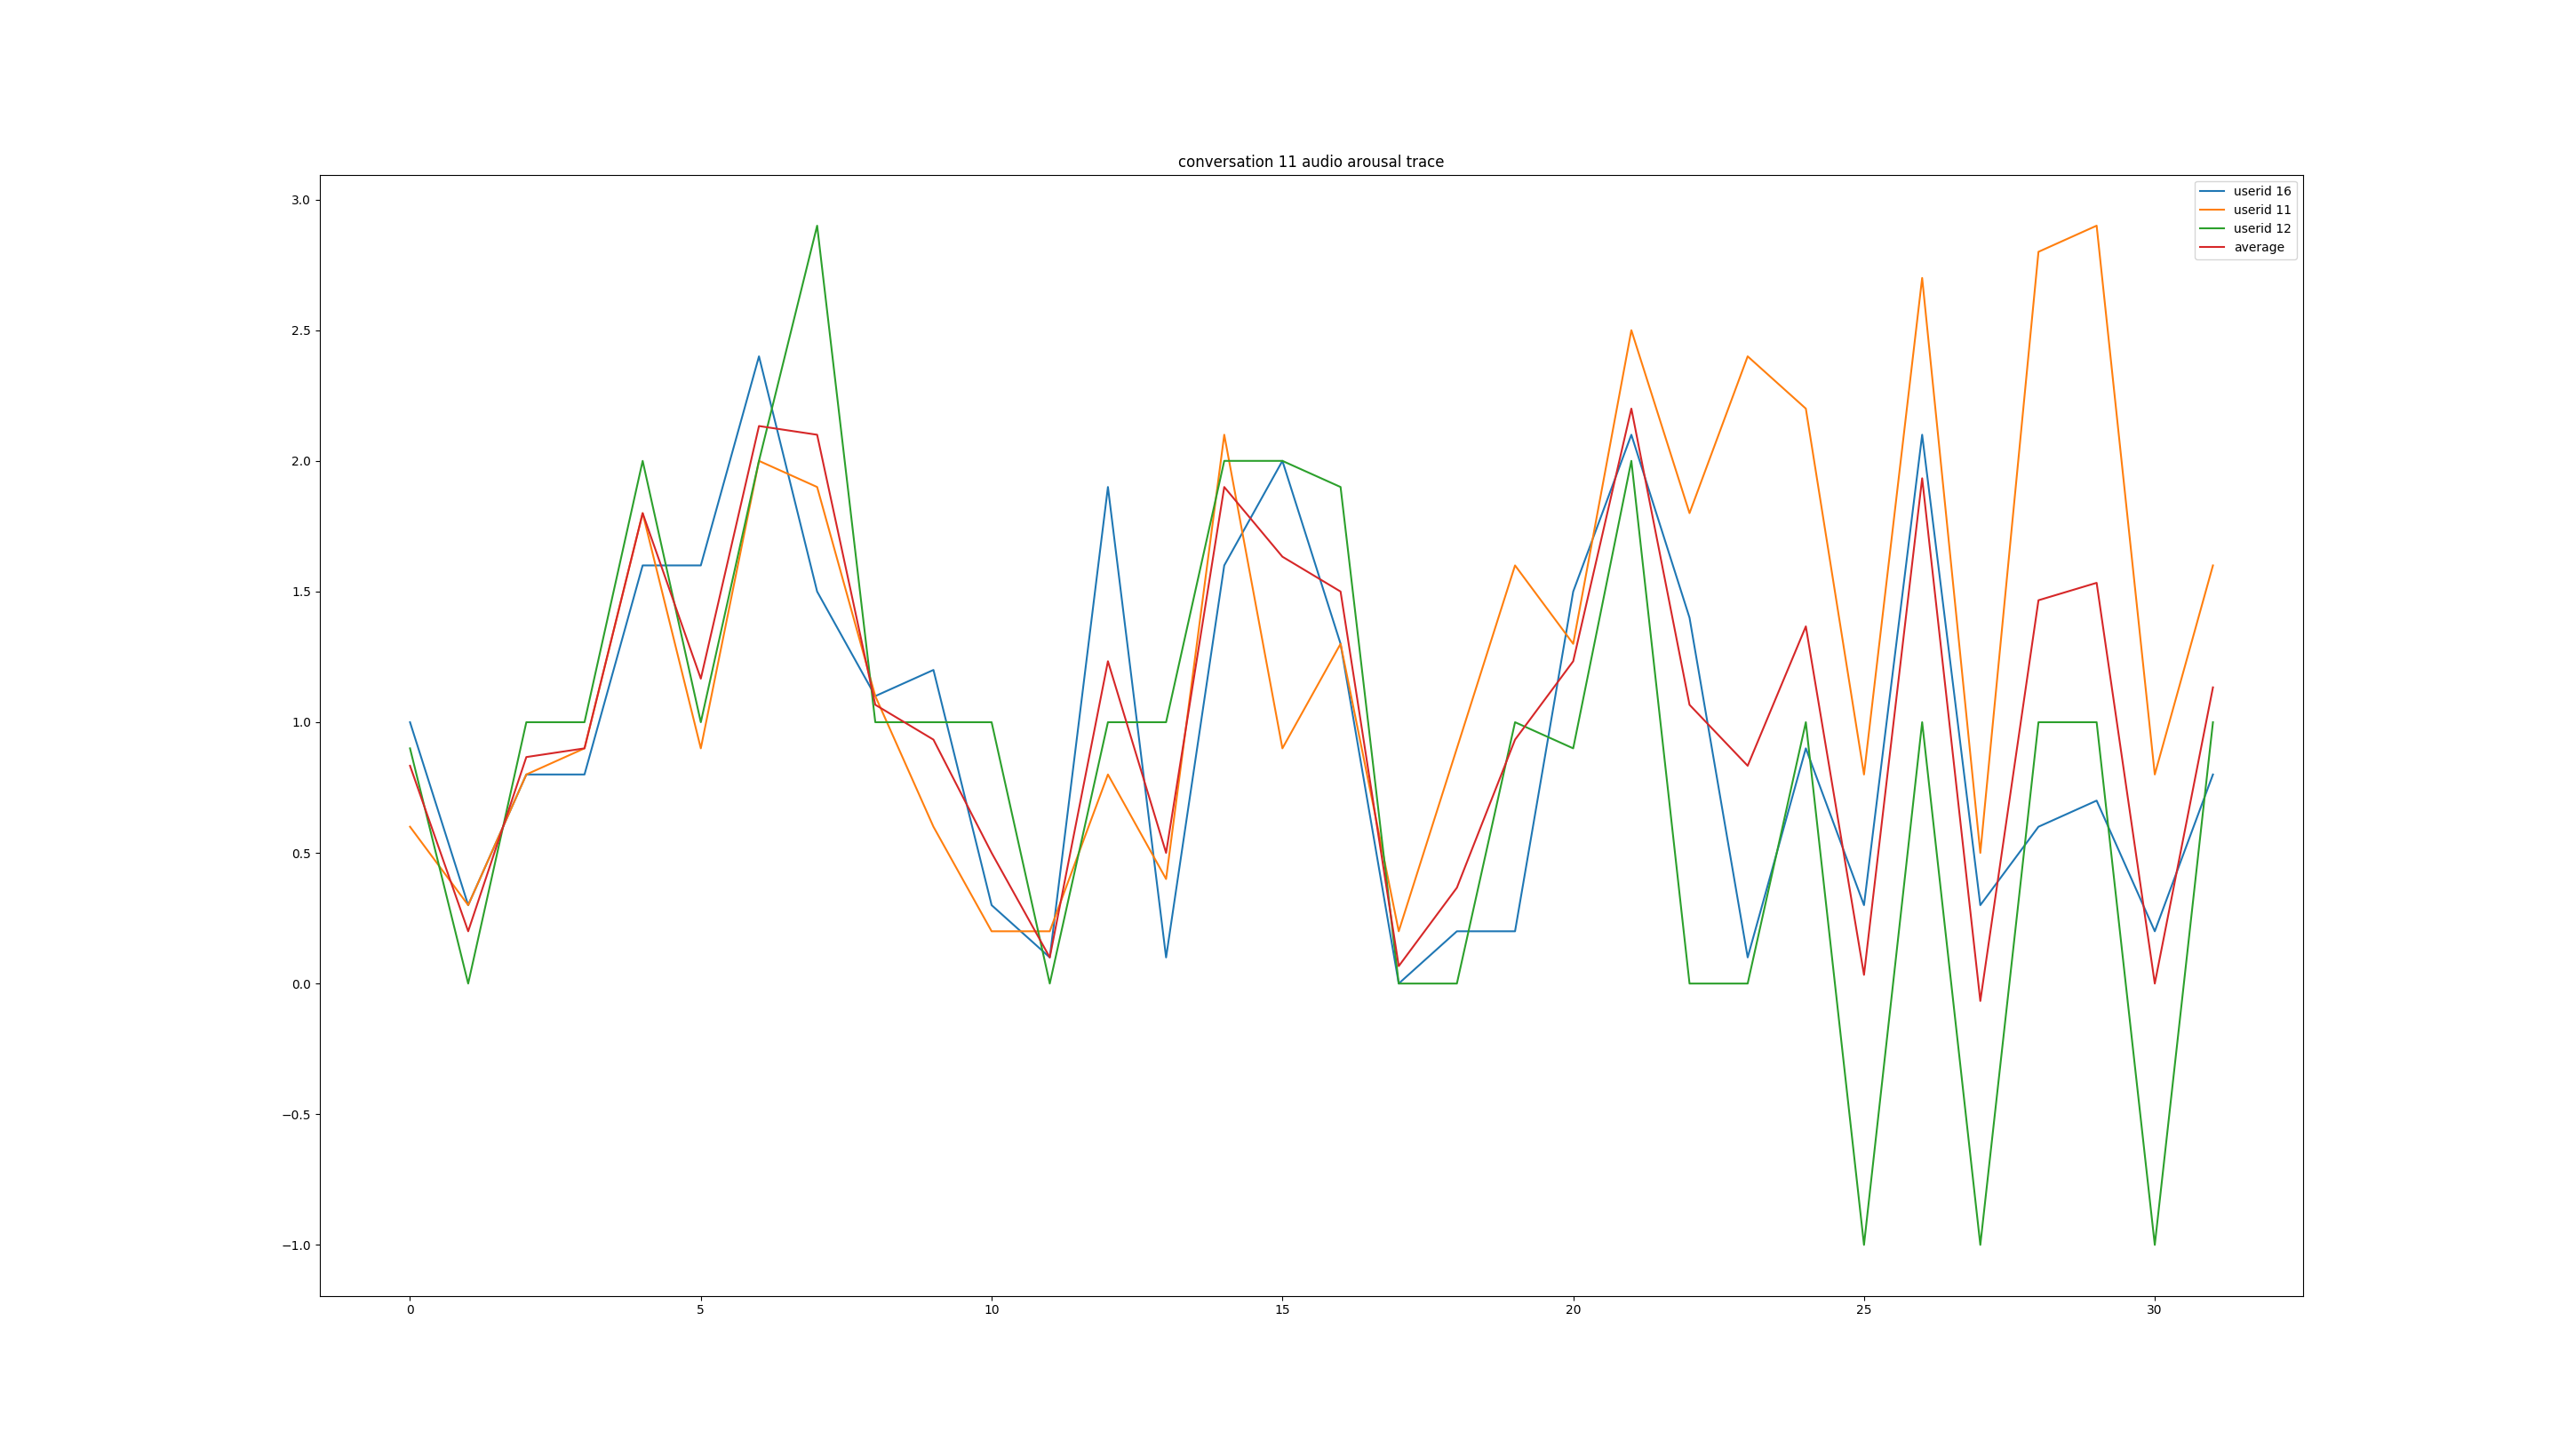 conversation 11 audio arousal trace
userid 16
userid 11
userid 12
average
3.0
2.5
2.0
1.5
1.0
0.5
0.0
−0.5
−1.0
0 5 10 15 20 25 30